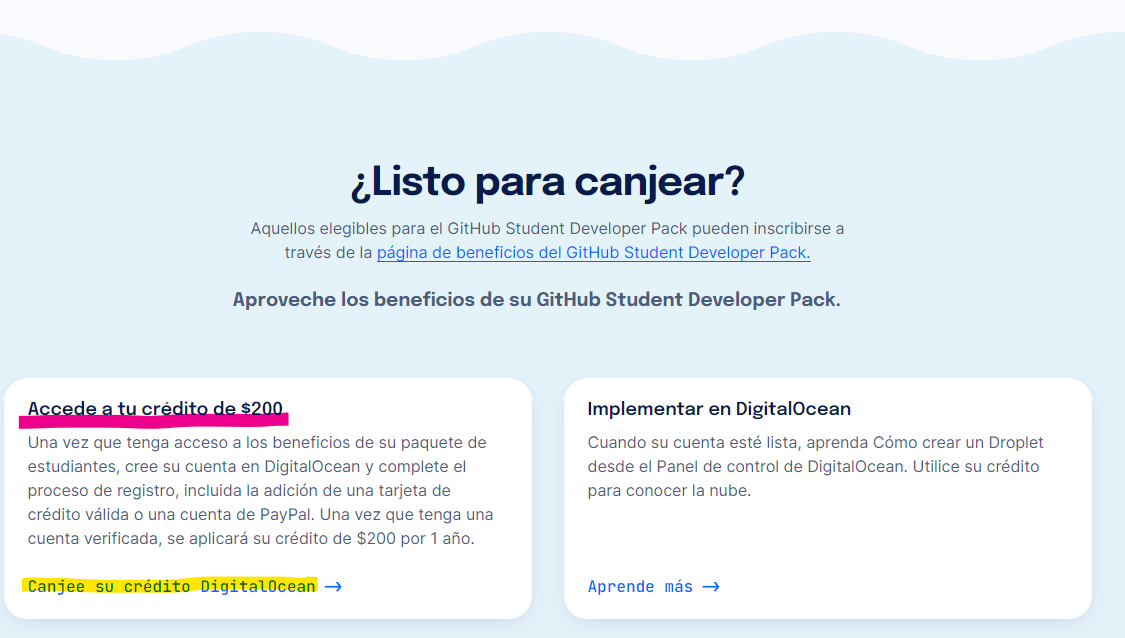 ¿Listo para canjear?
Aquellos elegibles para el GitHub Student Developer Pack pueden inscribirse a
través de la página de beneficios del GitHub Student Developer Pack.
Aproveche los beneficios de su GitHub Student Developer Pack.
Accede a tu crédito de $200
Una vez que tenga acceso a los beneficios de su paquete de
estudiantes, cree su cuenta en DigitalOcean y complete el
proceso de registro, incluida la adición de una tarjeta de
crédito válida o una cuenta de PayPal. Una vez que tenga una
cuenta verificada, se aplicará su crédito de $200 por 1 año.
Canjee su crédito DigitalOcean →
Implementar en DigitalOcean
Cuando su cuenta esté lista, aprenda Cómo crear un Droplet
desde el Panel de control de DigitalOcean. Utilice su crédito
para conocer la nube.
Aprende más →